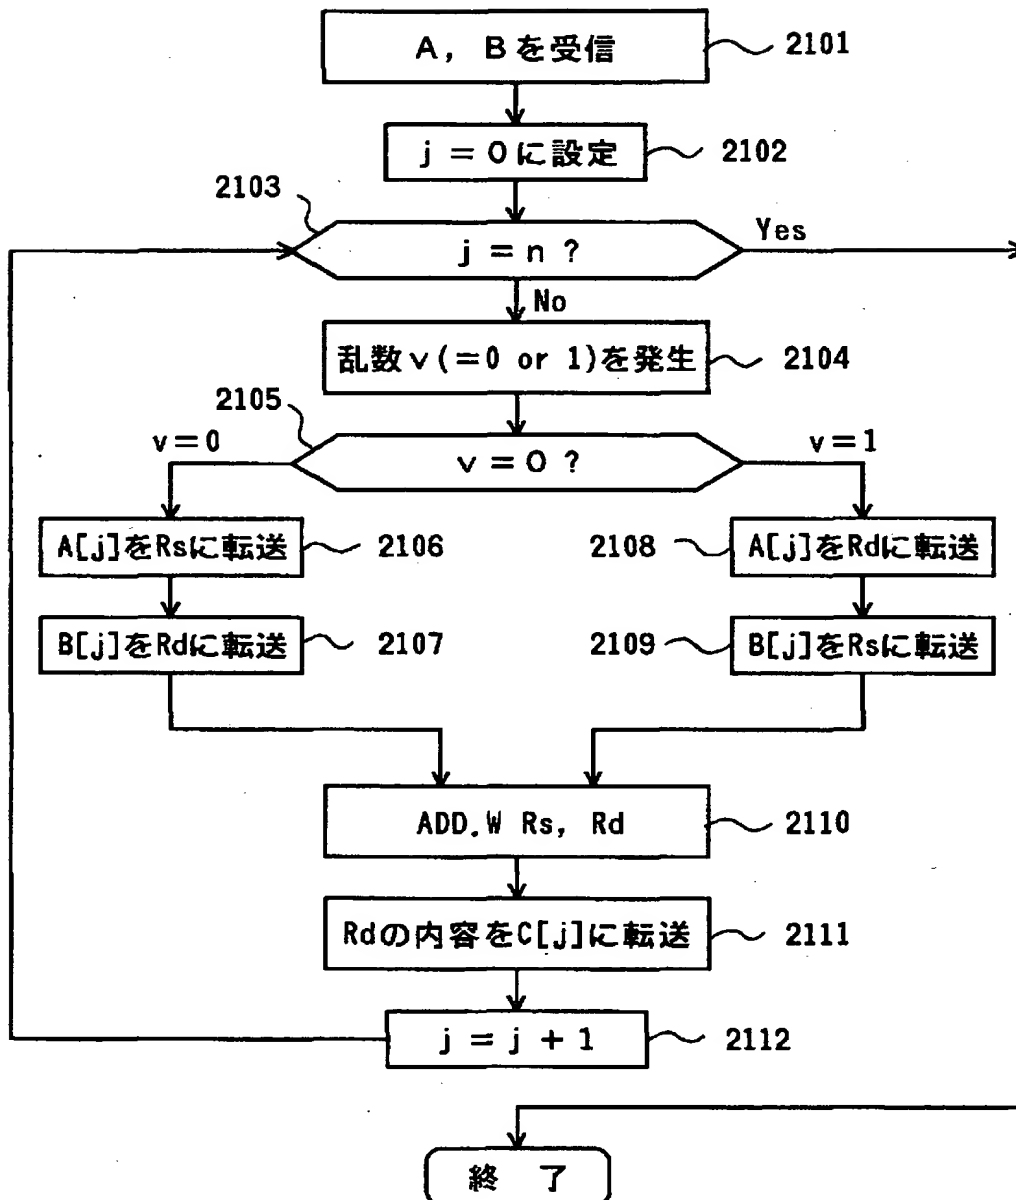 A, Bを受信
2101
j = 0に設定
2102
2103
j = n ?
Yes
No
乱数v(=0 or 1)を発生
2104
2105
v=0
v = 0 ?
v=1
A[j]をRsに転送
2106
2108
A[j]をRdに転送
B[j]をRdに転送
2107
2109
B[j]をRsに転送
ADD.W Rs, Rd
2110
Rdの内容をC[j]に転送
2111
j = j + 1
2112
終 了